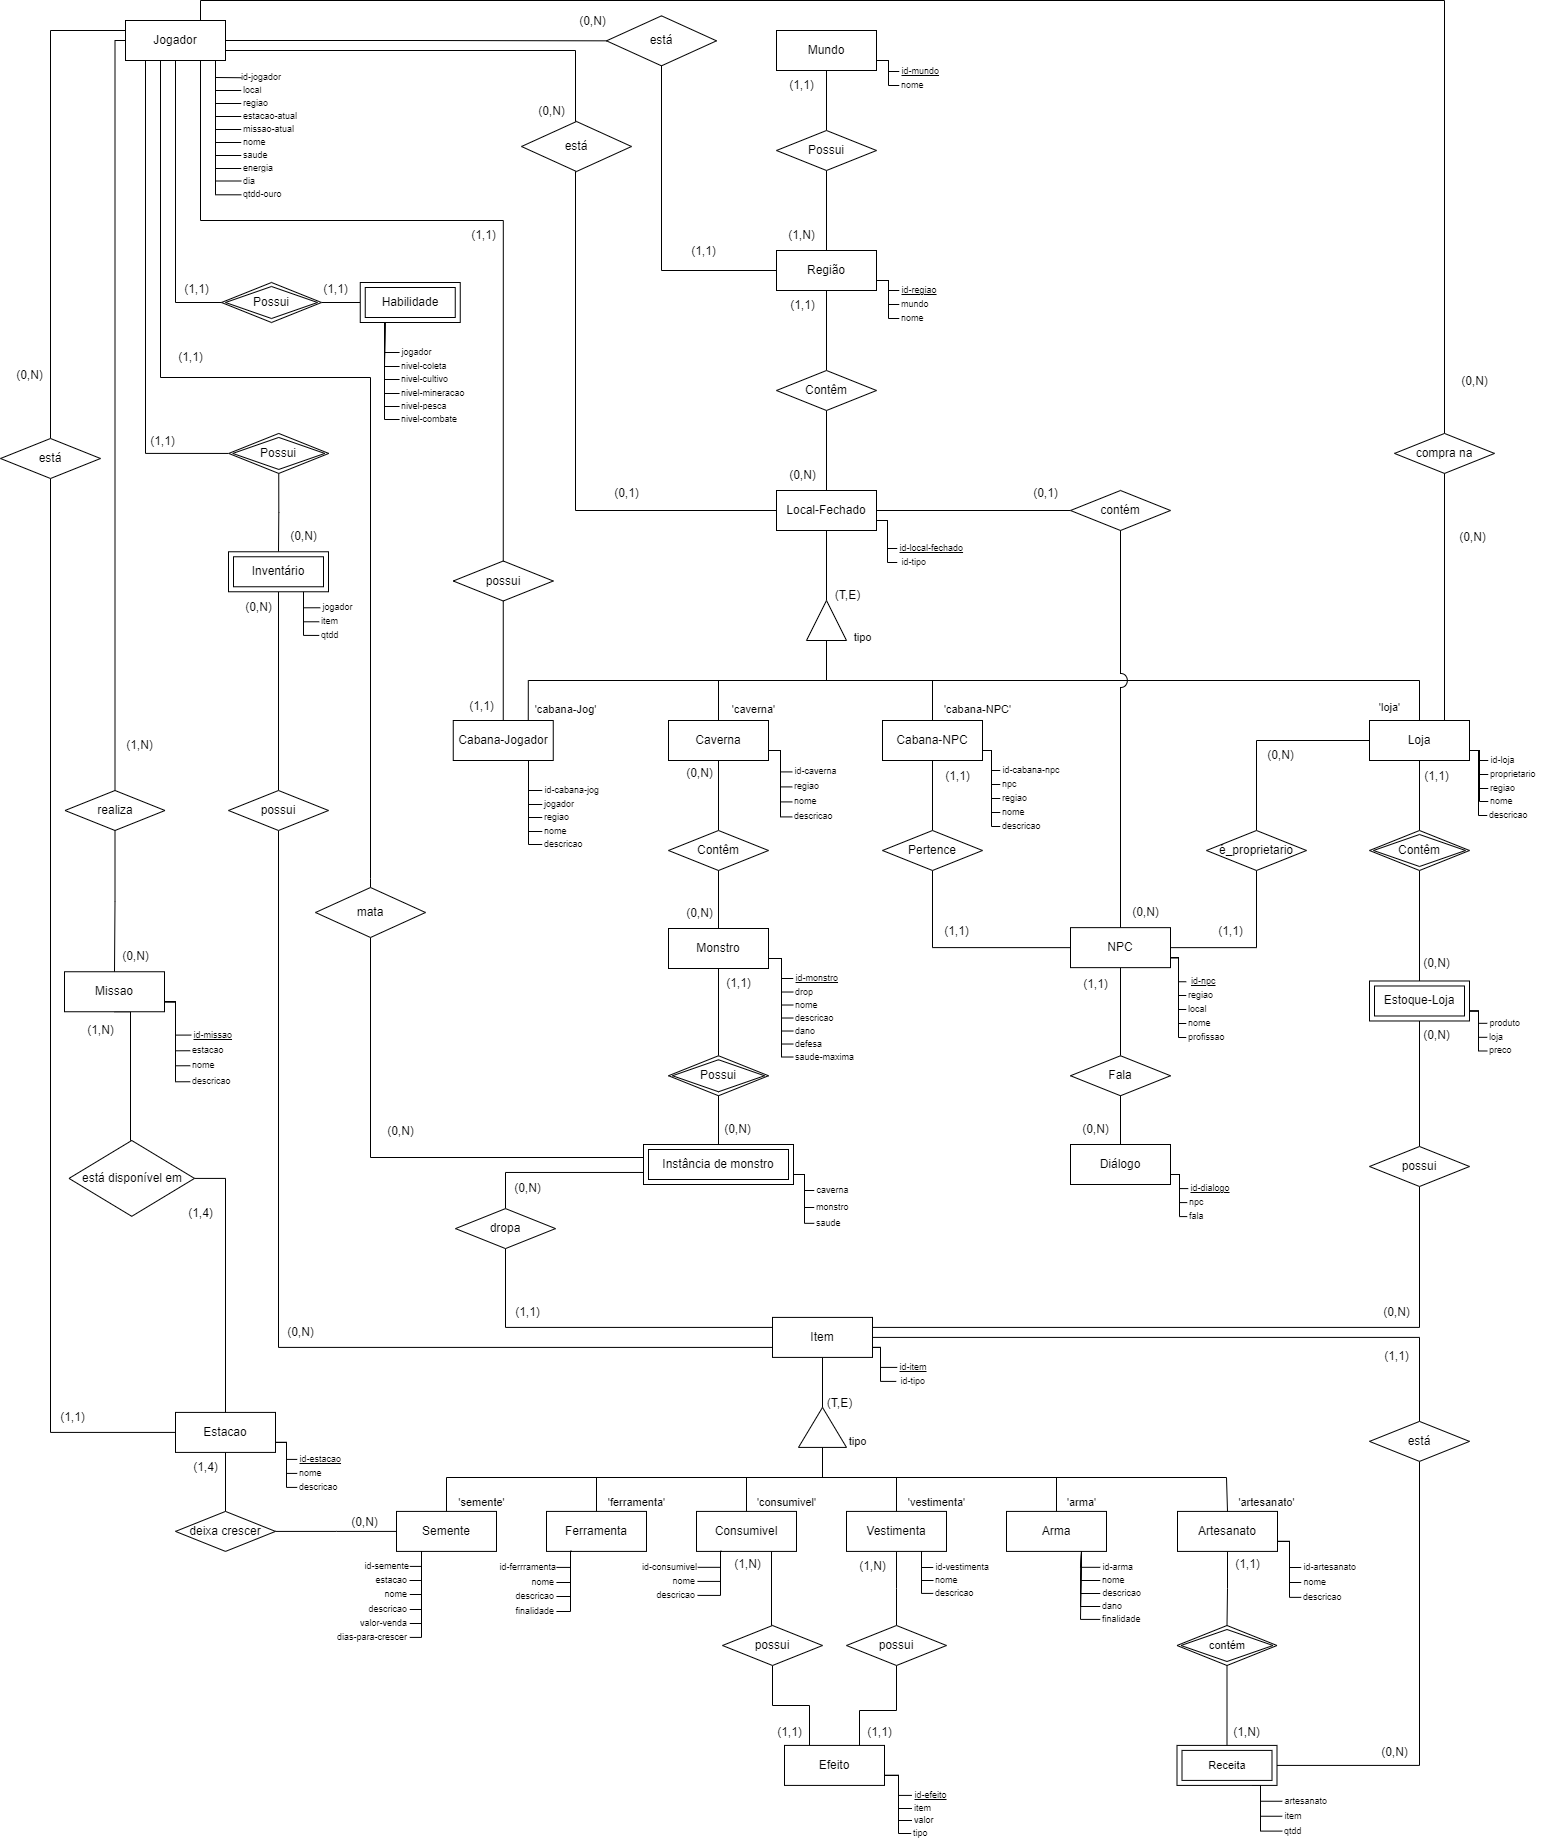 Jogador
id-jogador
local
regiao
estacao-atual
missao-atual
nome
saude
energia
dia
qtdd-ouro
(0,N)
está
Mundo
id-mundo
nome
(1,1)
(0,N)
está
Possui
(1,1)
(1,1)
(1,N)
Região
id-regiao
mundo
nome
(1,1)
(1,1)
Possui
(1,1)
Habilidade
jogador
nivel-coleta
nivel-cultivo
nivel-mineracao
nivel-pesca
nivel-combate
(1,1)
(0,N)
Contêm
(0,N)
está
(1,1)
Possui
compra na
(0,N)
(0,N)
(0,1)
(0,N)
Local-Fechado
id-local-fechado
id-tipo
(0,1)
contém
(0,N)
Inventário
jogador
item
qtdd
(0,N)
possui
(T,E)
tipo
(1,1)
'cabana-Jog'
'caverna'
'cabana-NPC'
'loja'
(1,N)
Cabana-Jogador
id-cabana-jog
jogador
regiao
nome
descricao
Caverna
id-caverna
regiao
nome
descricao
(0,N)
Cabana-NPC
id-cabana-npc
npc
regiao
nome
descricao
(1,1)
Loja
id-loja
proprietario
regiao
nome
descricao
(0,N)
(1,1)
realiza
possui
Contêm
Pertence
e_proprietario
Contêm
mata
(0,N)
(0,N)
(0,N)
(1,1)
(1,1)
(0,N)
Missao
id-missao
estacao
nome
descricao
(1,N)
Monstro
id-monstro
drop
nome
descricao
dano
defesa
saude-maxima
(1,1)
NPC
id-npc
regiao
local
nome
profissao
(1,1)
Estoque-Loja
produto
loja
preco
(0,N)
Possui
Fala
(0,N)
(0,N)
(0,N)
está disponível em
(1,4)
Instância de monstro
caverna
monstro
saude
Diálogo
id-dialogo
npc
fala
possui
(0,N)
dropa
(1,1)
(0,N)
(0,N)
Item
id-item
id-tipo
(1,1)
(T,E)
tipo
(1,1)
Estacao
id-estacao
nome
descricao
(1,4)
está
deixa crescer
(0,N)
'semente'
'ferramenta'
'consumivel'
'vestimenta'
'arma'
'artesanato'
Semente
id-semente
estacao
nome
descricao
valor-venda
dias-para-crescer
Ferramenta
id-ferrramenta
nome
descricao
finalidade
Consumivel
id-consumivel
nome
descricao
(1,N)
Vestimenta
id-vestimenta
nome
descricao
(1,N)
Arma
id-arma
nome
descricao
dano
finalidade
Artesanato
id-artesanato
nome
descricao
(1,1)
possui
possui
contém
(1,1)
(1,1)
(1,N)
(0,N)
Efeito
id-efeito
item
valor
tipo
Receita
artesanato
item
qtdd